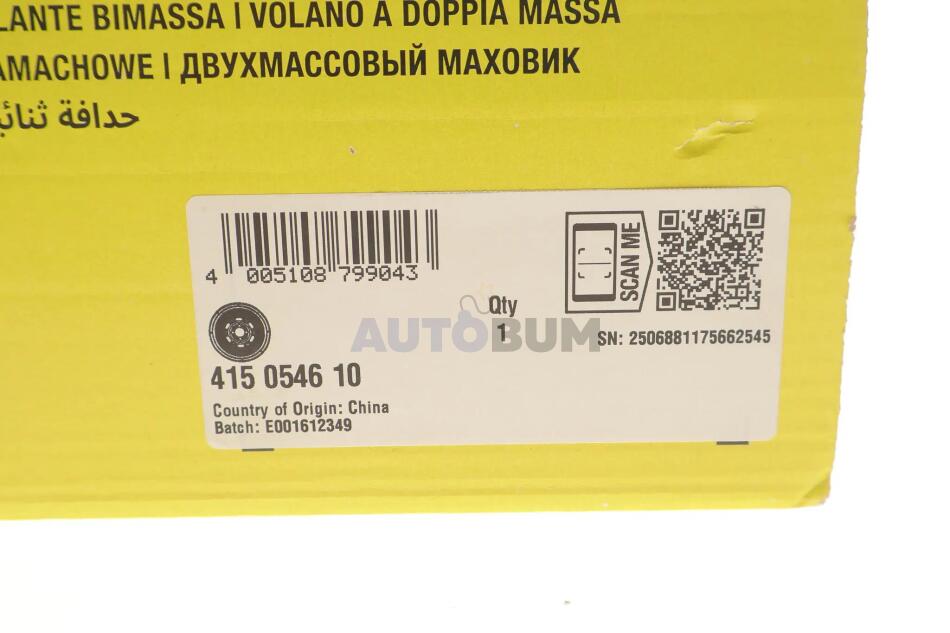 LANTE BIMASSA | VOLANO A DOPPIA MASSA
AMACHOWE | ДВУХМАССОВЫЙ МАХОВИК
حدافة ثنائي
4 005108 799043
SCAN ME
Qty
1
AUTOBUM
SN: 2506881175662545
415 0546 10
Country of Origin: China
Batch: E001612349